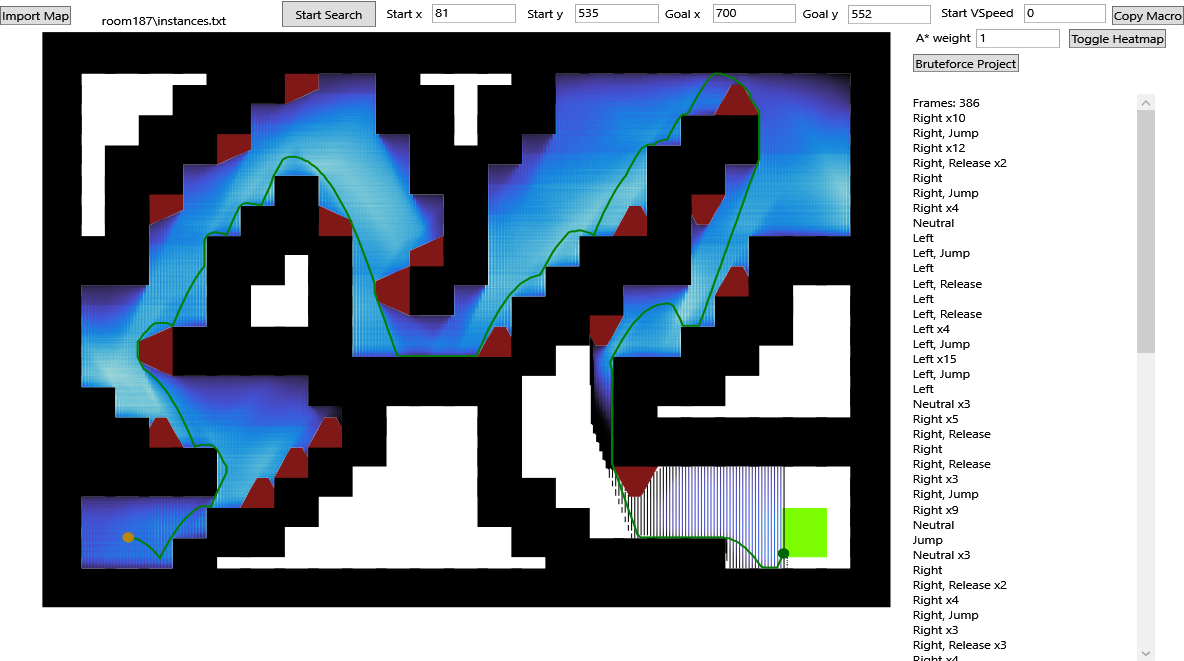 Import Map
room187\instances.txt
Start Search
Start x 81
Start y 535
Goal x 700
Goal y 552
Start VSpeed 0
Copy Macro
A* weight 1
Toggle Heatmap
Bruteforce Project
Frames: 386
Right x10
Right, Jump
Right x12
Right, Release x2
Right
Right, Jump
Right x4
Neutral
Left
Left, Jump
Left
Left, Release
Left
Left, Release
Left x4
Left, Jump
Left x15
Left, Jump
Left
Neutral x3
Right x5
Right, Release
Right
Right, Release
Right x3
Right, Jump
Right x9
Neutral
Jump
Neutral x3
Right
Right, Release x2
Right x4
Right, Jump
Right x3
Right, Release x3
Right x4